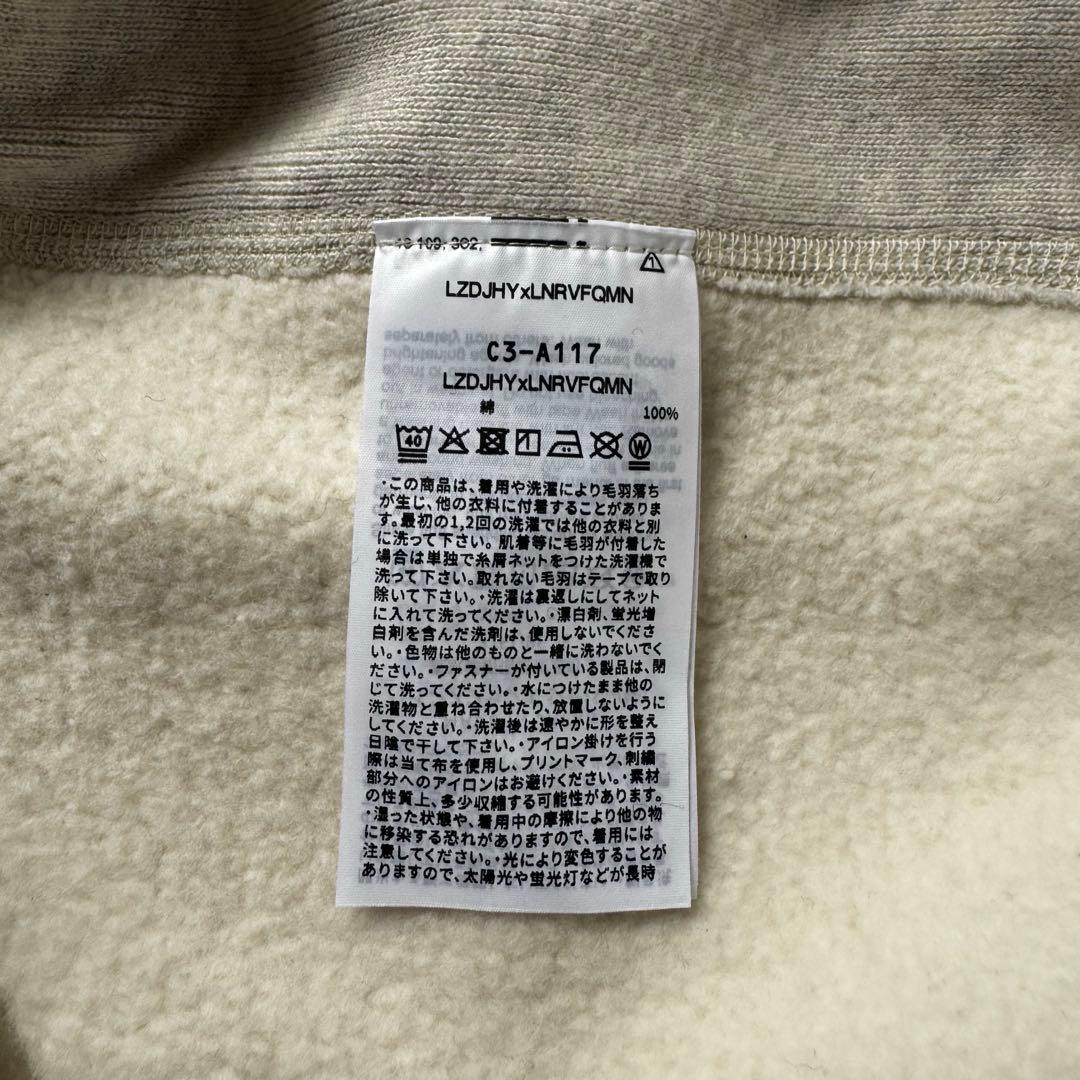 LZDJHYxLNRVFQMN
C3-A117
LZDJHYxLNRVFQMN
綿 100%
40 1 W
・この商品は、着用や洗濯により毛羽落ち
が生じ、他の衣料に付着することがありま
す。最初の1,2回の洗濯では他の衣料と別
に洗って下さい。肌着等に毛羽が付着した
場合は単独で糸屑ネットをつけた洗濯機で
洗って下さい。取れない毛羽はテープで取り
除いて下さい。・洗濯は裏返しにしてネット
に入れて洗ってください。・漂白剤、蛍光増
白剤を含んだ洗剤は、使用しないでくださ
い。・色物は他のものと一緒に洗わないでく
ださい。・ファスナーが付いている製品は、閉
じて洗ってください。・水につけたまま他の
洗濯物と重ね合わせたり、放置しないように
してください。・洗濯後は速やかに形を整え
日陰で干して下さい。・アイロン掛けを行う
際は当て布を使用し、プリントマーク、刺繍
部分へのアイロンはお避けください。・素材
の性質上、多少収縮する可能性があります。
・湿った状態や、着用中の摩擦により他の物
に移染する恐れがありますので、着用には
注意してください。・光により変色することが
ありますので、太陽光や蛍光灯などが長時